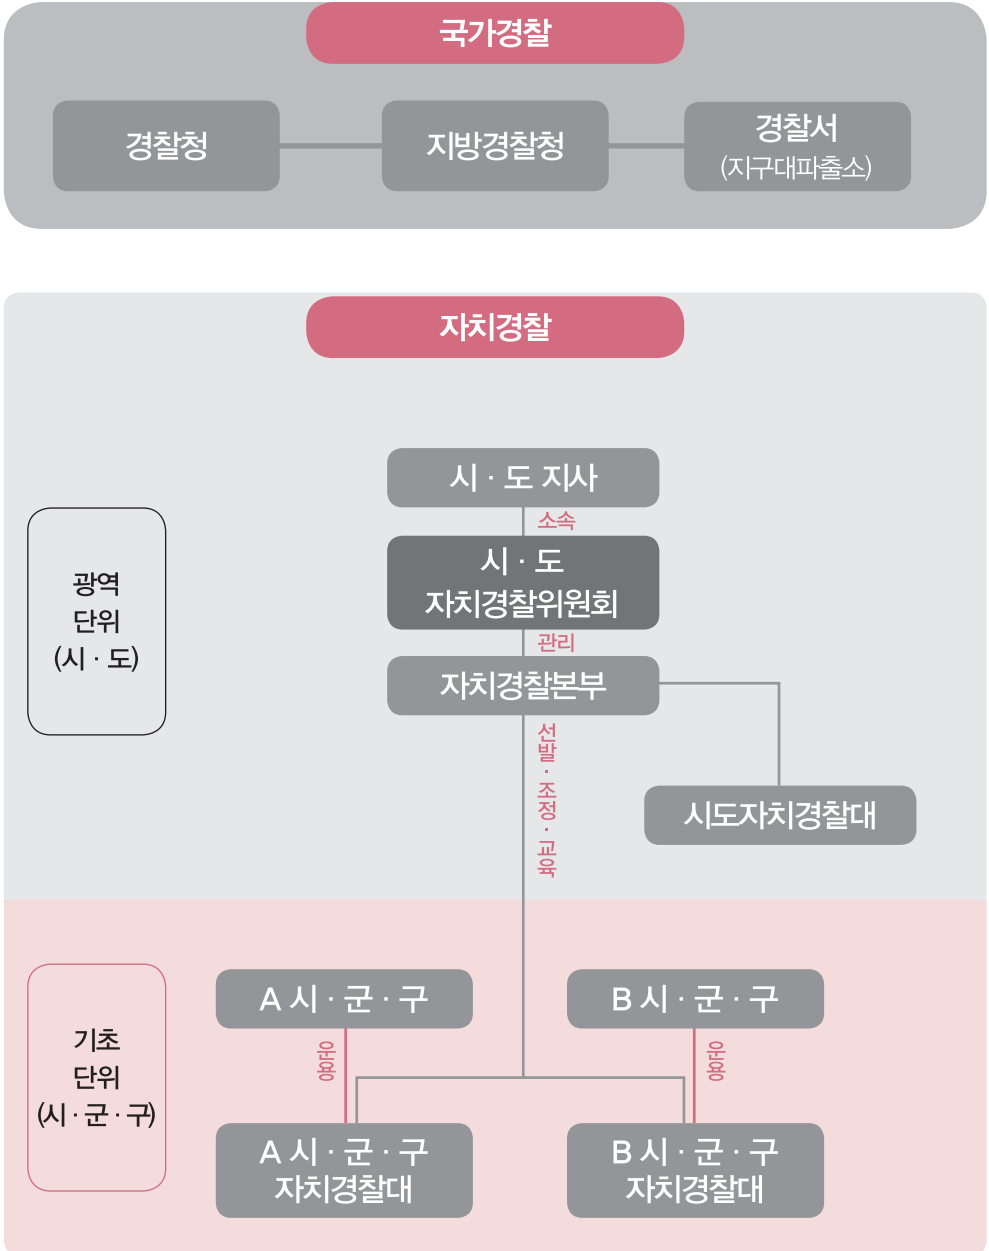 국가경찰
경찰청
지방경찰청
경찰서
(지구대파출소)
자치경찰
시 · 도 지사
소속
시 · 도
자치경찰위원회
관리
자치경찰본부
선발 · 조정 · 교육
시도자치경찰대
광역
단위
(시 · 도)
A 시 · 군 · 구
B 시 · 군 · 구
운용
운용
A 시 · 군 · 구
자치경찰대
B 시 · 군 · 구
자치경찰대
기초
단위
(시 · 군 · 구)